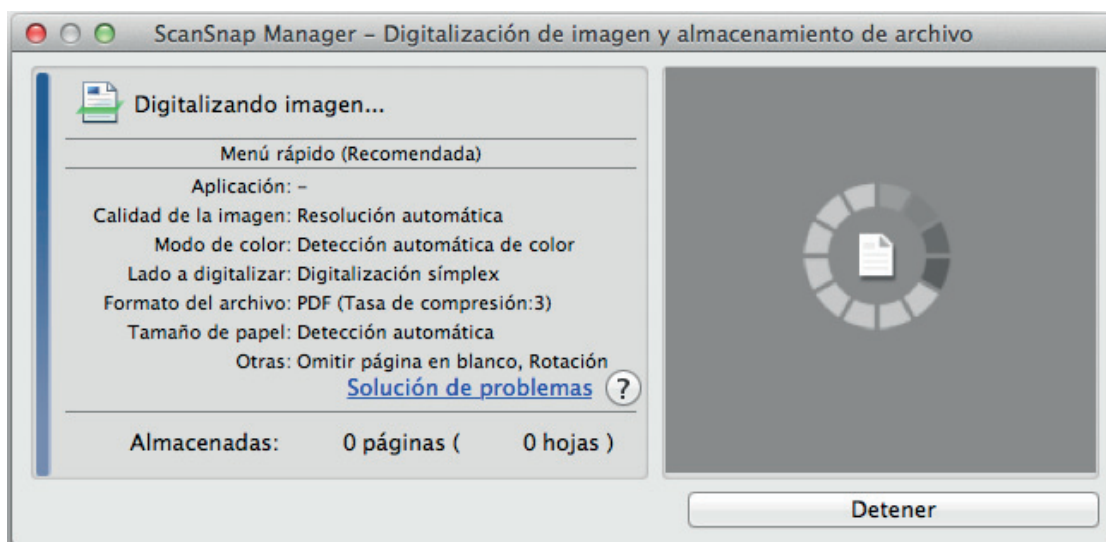 ScanSnap Manager – Digitalización de imagen y almacenamiento de archivo
Digitalizando imagen...
Menú rápido (Recomendada)
Aplicación: –
Calidad de la imagen: Resolución automática
Modo de color: Detección automática de color
Lado a digitalizar: Digitalización símplex
Formato del archivo: PDF (Tasa de compresión:3)
Tamaño de papel: Detección automática
Otras: Omitir página en blanco, Rotación
Solución de problemas ?
Almacenadas: 0 páginas ( 0 hojas )
Detener